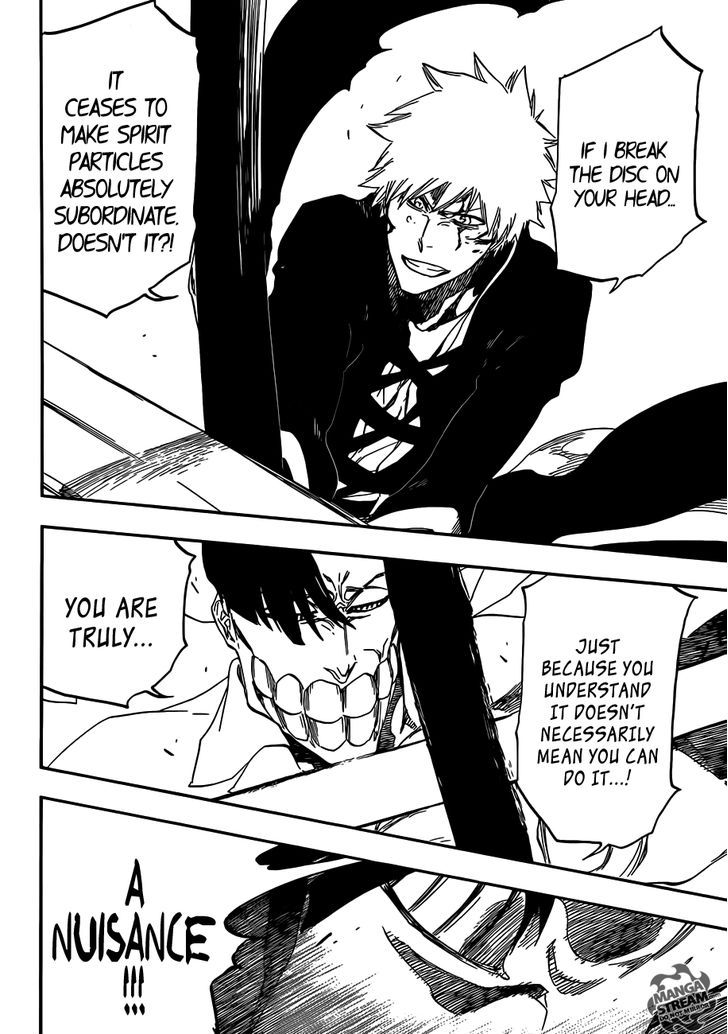 IF I BREAK
THE DISC ON
YOUR HEAD...
IT
CEASES TO
MAKE SPIRIT
PARTICLES
ABSOLUTELY
SUBORDINATE.
DOESN'T IT?!
JUST
BECAUSE YOU
UNDERSTAND
IT DOESN'T
NECESSARILY
MEAN YOU CAN
DO IT...!
YOU ARE
TRULY...
A
NUISANCE
!!!...
MANGA
STREAM